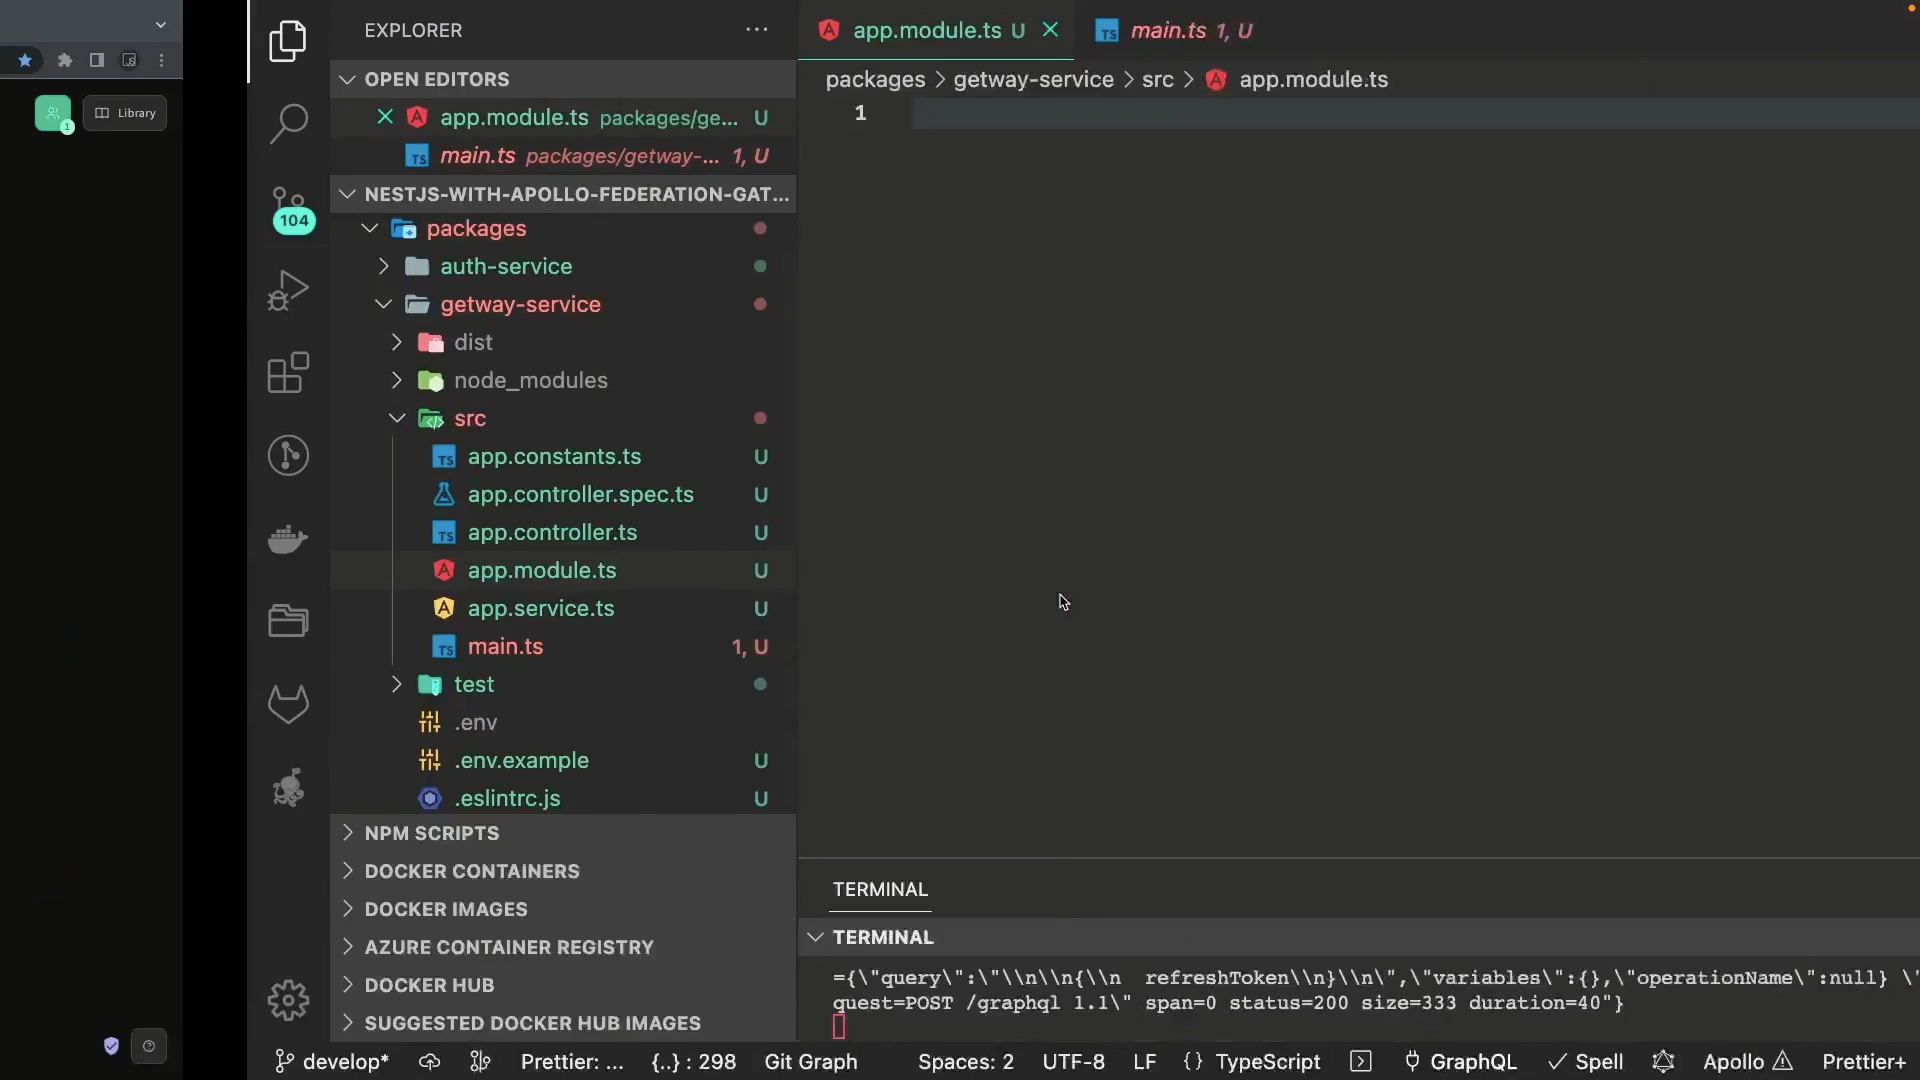 Library
1
EXPLORER
OPEN EDITORS
app.module.ts packages/ge... U
main.ts packages/getway-... 1, U
NESTJS-WITH-APOLLO-FEDERATION-GAT...
packages
auth-service
getway-service
dist
node_modules
src
app.constants.ts U
app.controller.spec.ts U
app.controller.ts U
app.module.ts U
app.service.ts U
main.ts 1, U
test
.env
.env.example U
.eslintrc.js U
NPM SCRIPTS
DOCKER CONTAINERS
DOCKER IMAGES
AZURE CONTAINER REGISTRY
DOCKER HUB
SUGGESTED DOCKER HUB IMAGES
104
app.module.ts U
main.ts 1, U
packages > getway-service > src > app.module.ts
1
TERMINAL
TERMINAL
={\"query\":\"\\n\\n{\\n  refreshToken\\n}\\n\",\"variables\":{},\"operationName\":null} \"
quest=POST /graphql 1.1\" span=0 status=200 size=333 duration=40"}
develop* Prettier: ... {..} : 298 Git Graph Spaces: 2 UTF-8 LF {} TypeScript GraphQL Spell Apollo Prettier+